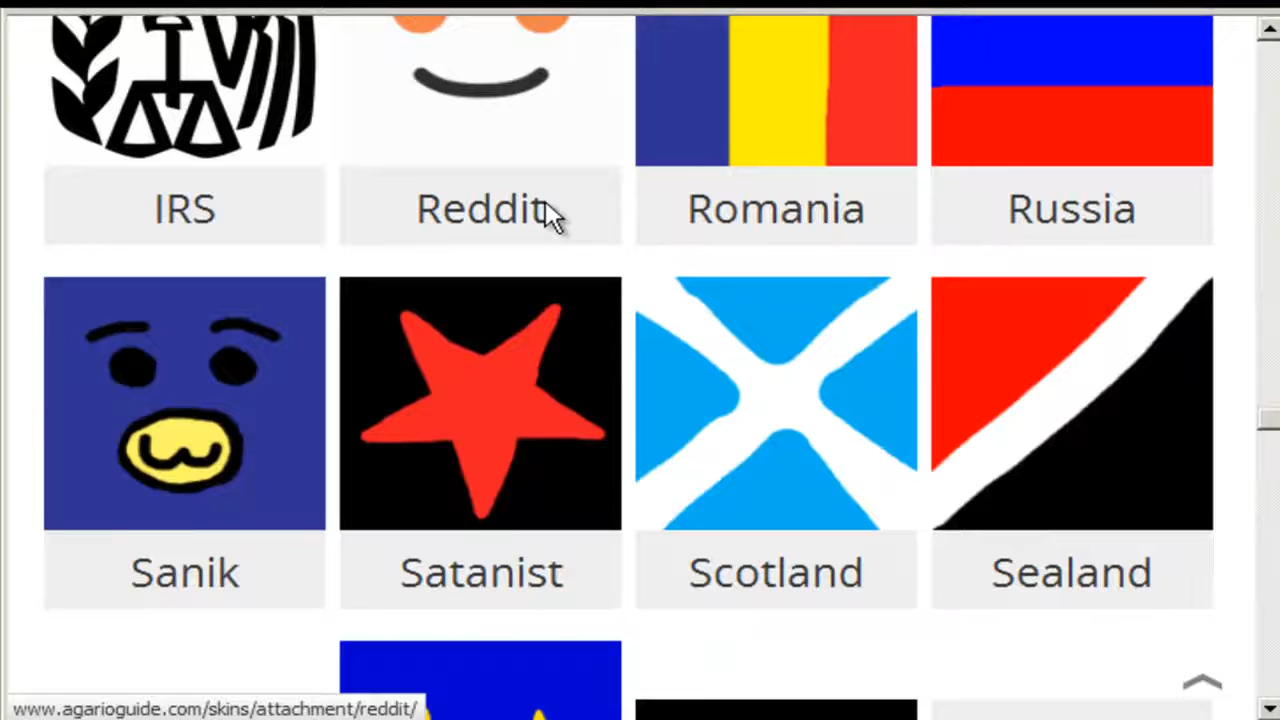 IRS
Reddit
Romania
Russia
Sanik
Satanist
Scotland
Sealand
www.agarioguide.com/skins/attachment/reddit/